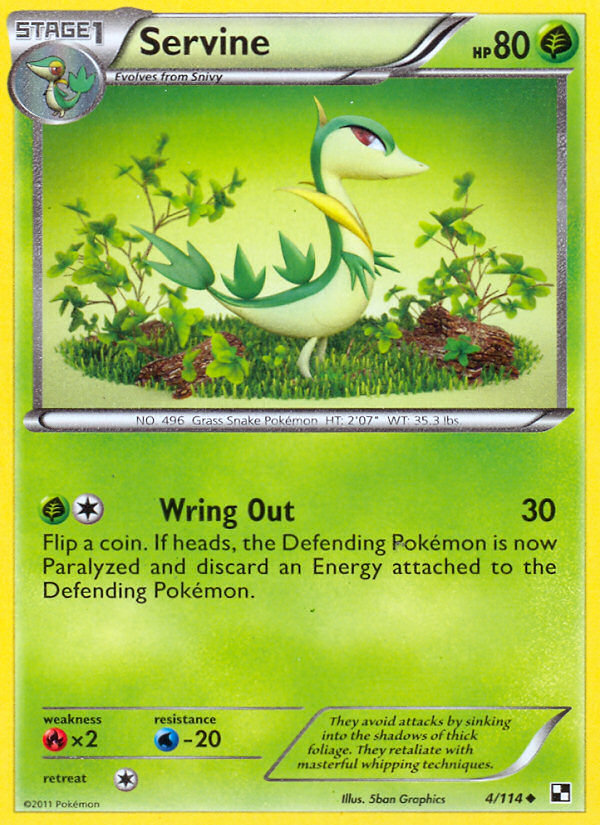 STAGE1
Servine
HP80
Evolves from Snivy
NO. 496 Grass Snake Pokémon HT: 2'07" WT: 35.3 lbs.
Wring Out 30
Flip a coin. If heads, the Defending Pokémon is now
Paralyzed and discard an Energy attached to the
Defending Pokémon.
weakness resistance
×2 -20
retreat
They avoid attacks by sinking
into the shadows of thick
foliage. They retaliate with
masterful whipping techniques.
©2011 Pokémon
Illus. 5ban Graphics
4/114